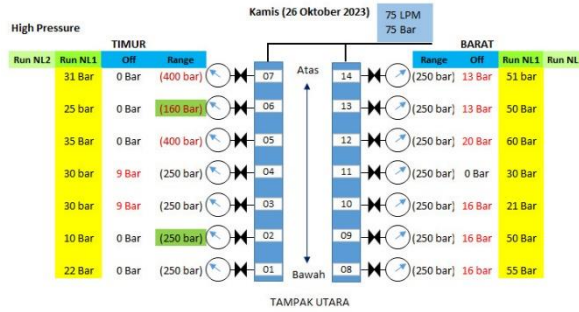 Kamis (26 Oktober 2023)
75 LPM
75 Bar
High Pressure
TIMUR
BARAT
Run NL2 Run NL1 Off Range
Range Off Run NL1 Run NL
31 Bar 0 Bar (400 bar) 07 Atas 14 (250 bar) 13 Bar 51 bar
25 bar 0 Bar (160 Bar) 06 13 (250 bar) 13 Bar 50 Bar
35 bar 0 Bar (400 bar) 05 12 (250 bar) 20 Bar 60 Bar
30 bar 9 Bar (250 bar) 04 11 (250 bar) 0 Bar 30 Bar
30 bar 9 Bar (250 bar) 03 10 (250 bar) 16 Bar 21 Bar
10 Bar 0 Bar (250 bar) 02 09 (250 bar) 16 Bar 50 Bar
22 Bar 0 Bar (250 bar) 01 Bawah 08 (250 bar) 16 bar 55 Bar
TAMPAK UTARA